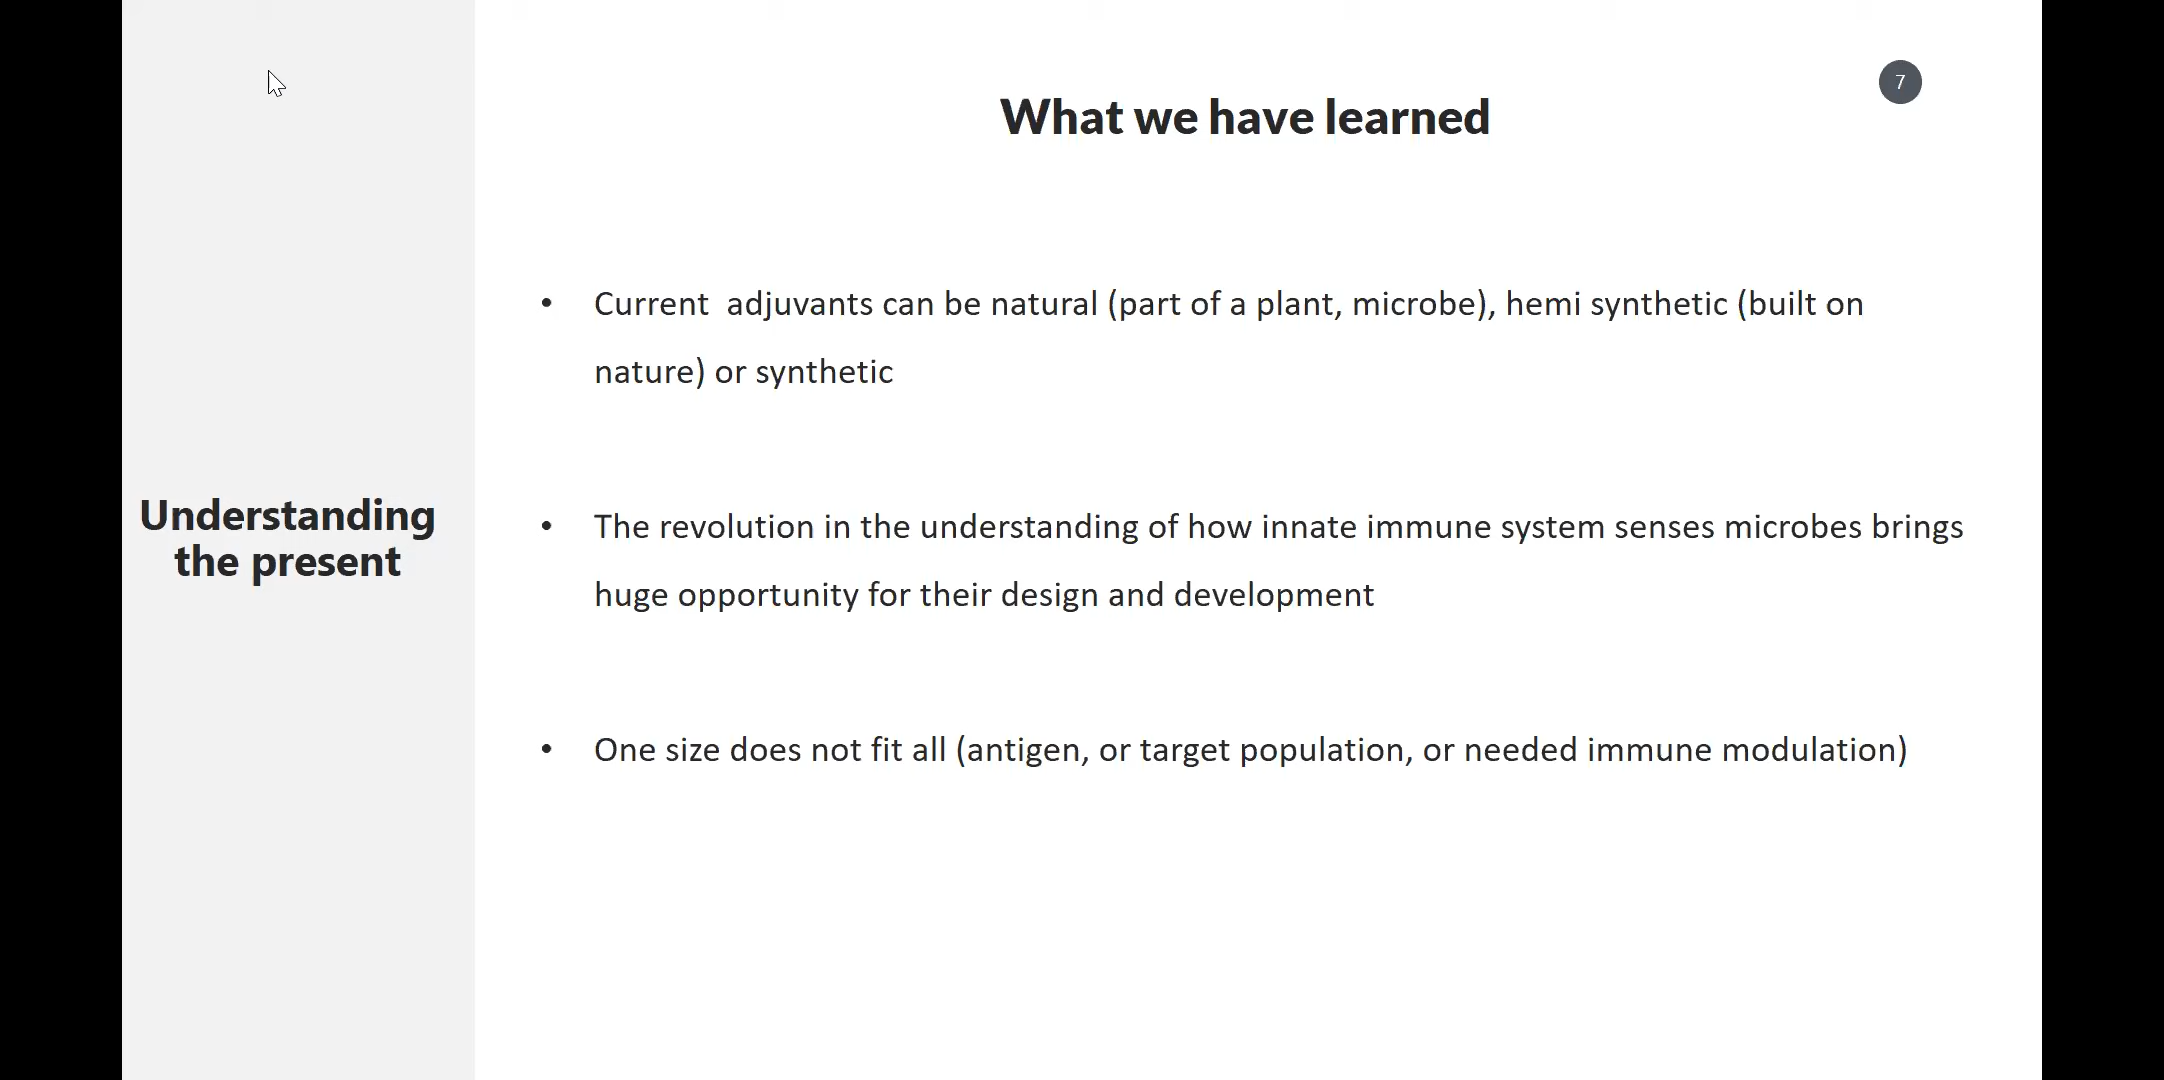 7
What we have learned
Understanding
the present
• Current  adjuvants can be natural (part of a plant, microbe), hemi synthetic (built on
nature) or synthetic
• The revolution in the understanding of how innate immune system senses microbes brings
huge opportunity for their design and development
• One size does not fit all (antigen, or target population, or needed immune modulation)